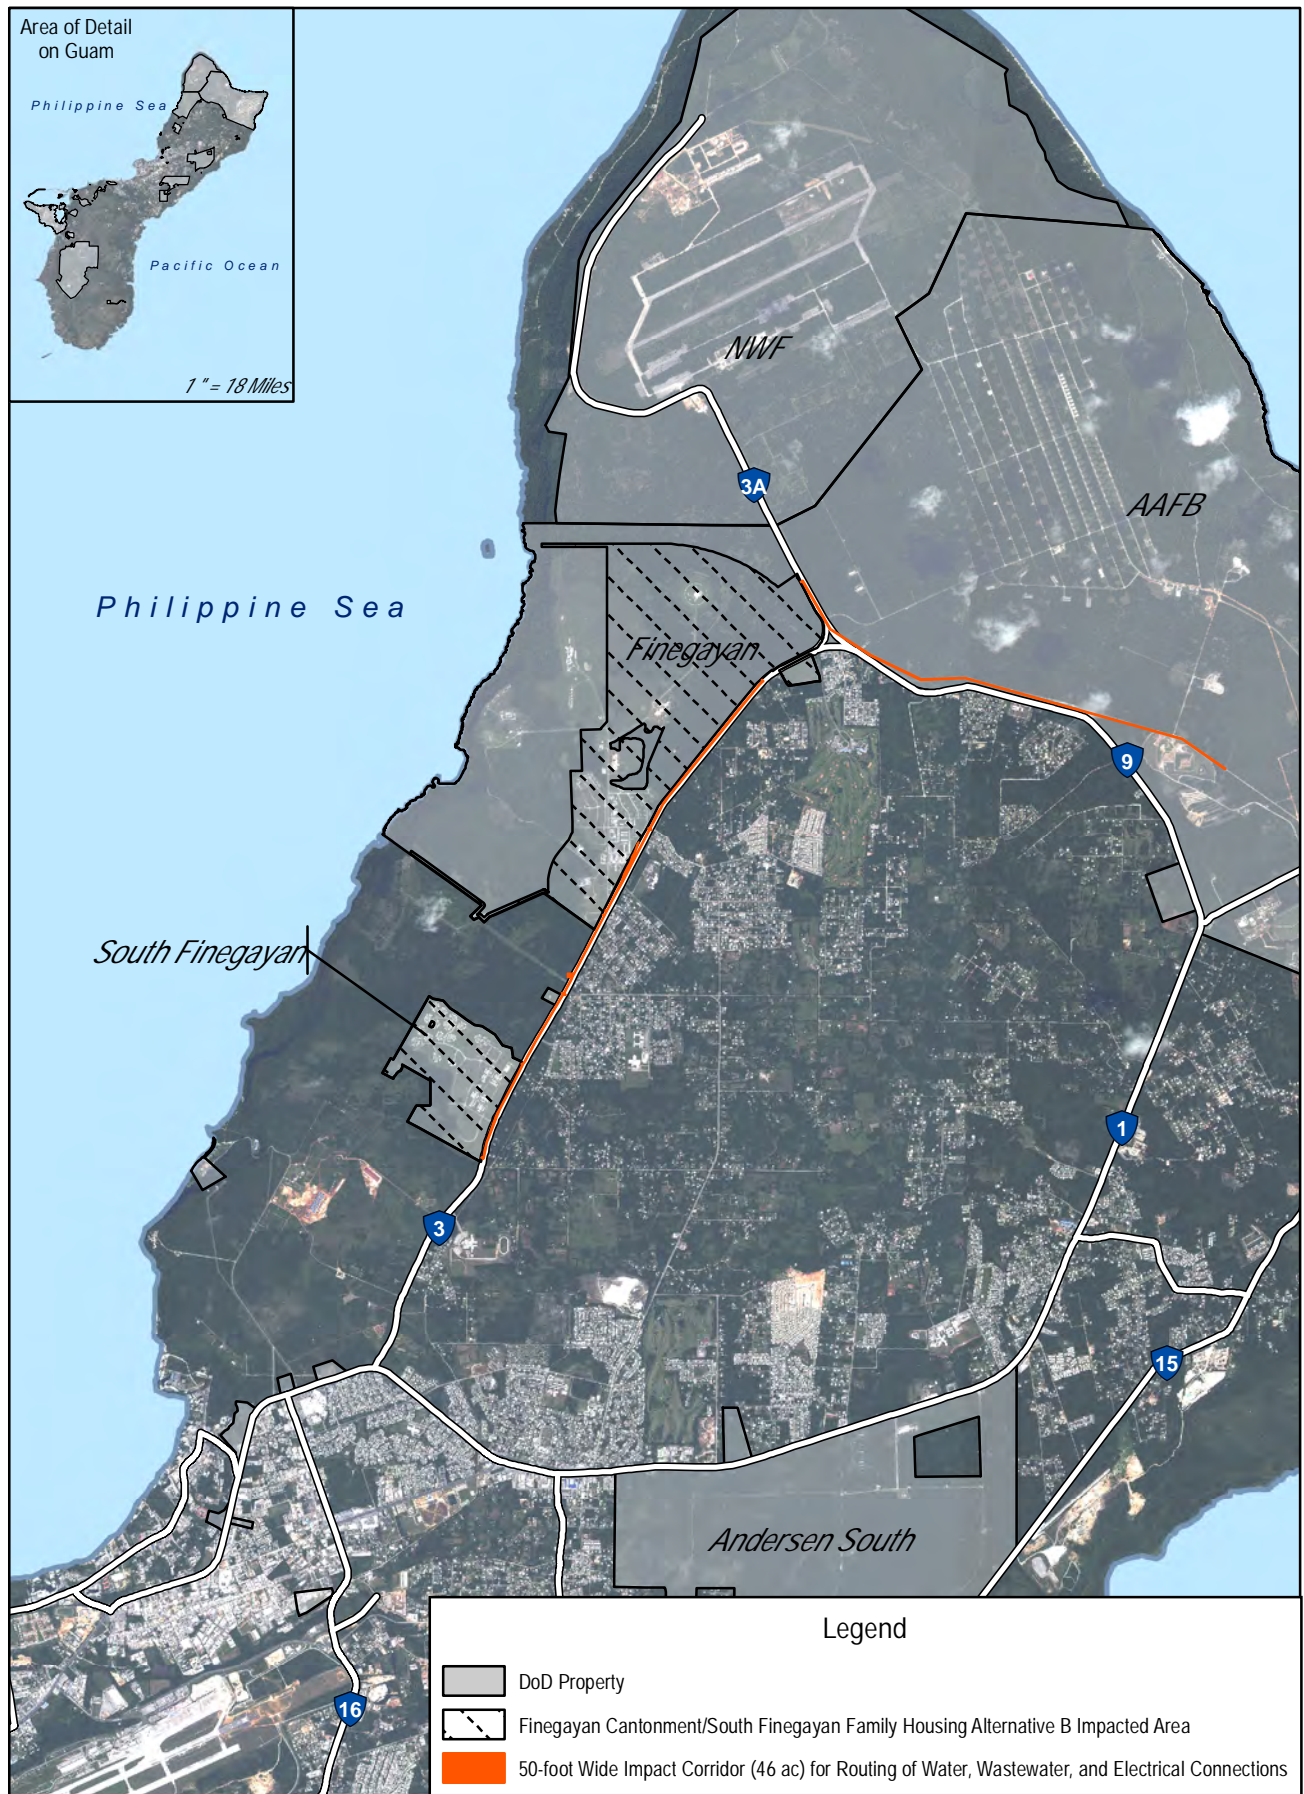 Area of Detail
on Guam
Philippine Sea
Pacific Ocean
1 " = 18 Miles
NWF
3A
AAFB
Philippine Sea
Finegayan
9
South Finegayan
1
3
15
Andersen South
16
Legend
DoD Property
Finegayan Cantonment/South Finegayan Family Housing Alternative B Impacted Area
50-foot Wide Impact Corridor (46 ac) for Routing of Water, Wastewater, and Electrical Connections